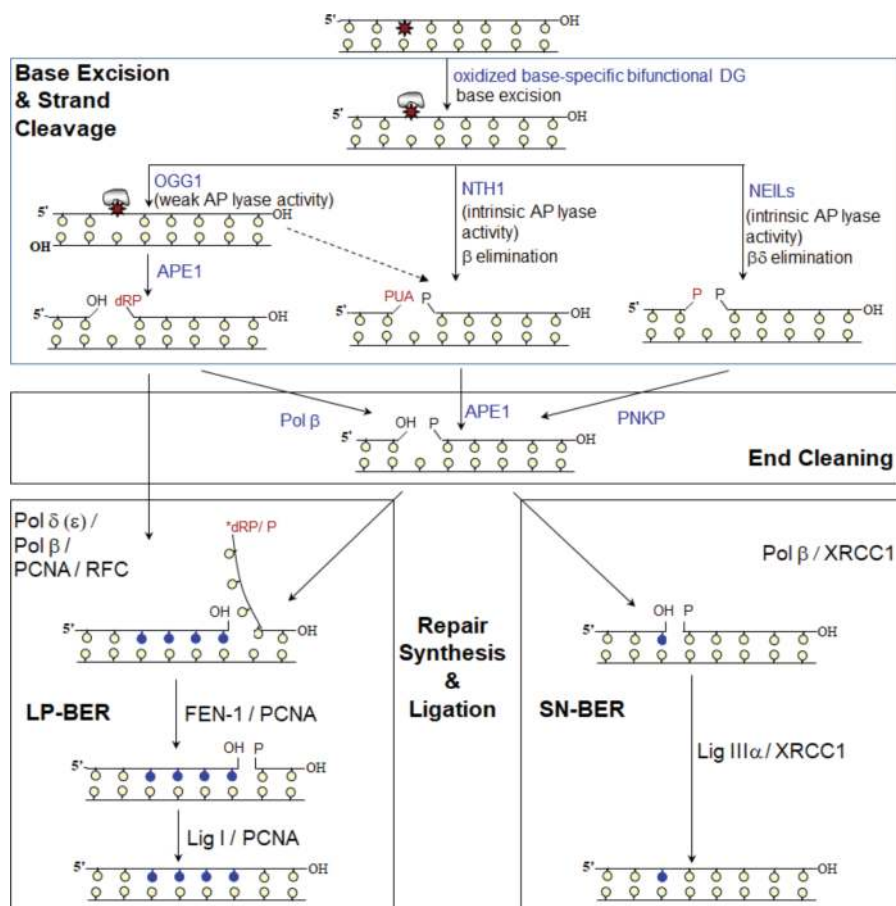 5' OH
Base Excision
& Strand
Cleavage
oxidized base-specific bifunctional DG
base excision
OH
OGG1
(weak AP lyase activity)
5' OH
OH
NTH1
(intrinsic AP lyase
activity)
β elimination
NEILs
(intrinsic AP lyase
activity)
βδ elimination
APE1
OH dRP
5' OH
PUA P
5' OH
P P
5' OH
Pol β
APE1
PNKP
OH P
5' OH
End Cleaning
Pol δ (ε) /
Pol β /
PCNA / RFC
*dRP/ P
OH
5' OH
LP-BER
FEN-1 / PCNA
OH P
5' OH
Lig I / PCNA
5' OH
Repair
Synthesis
&
Ligation
Pol β / XRCC1
OH P
5' OH
SN-BER
Lig IIIα / XRCC1
5' OH